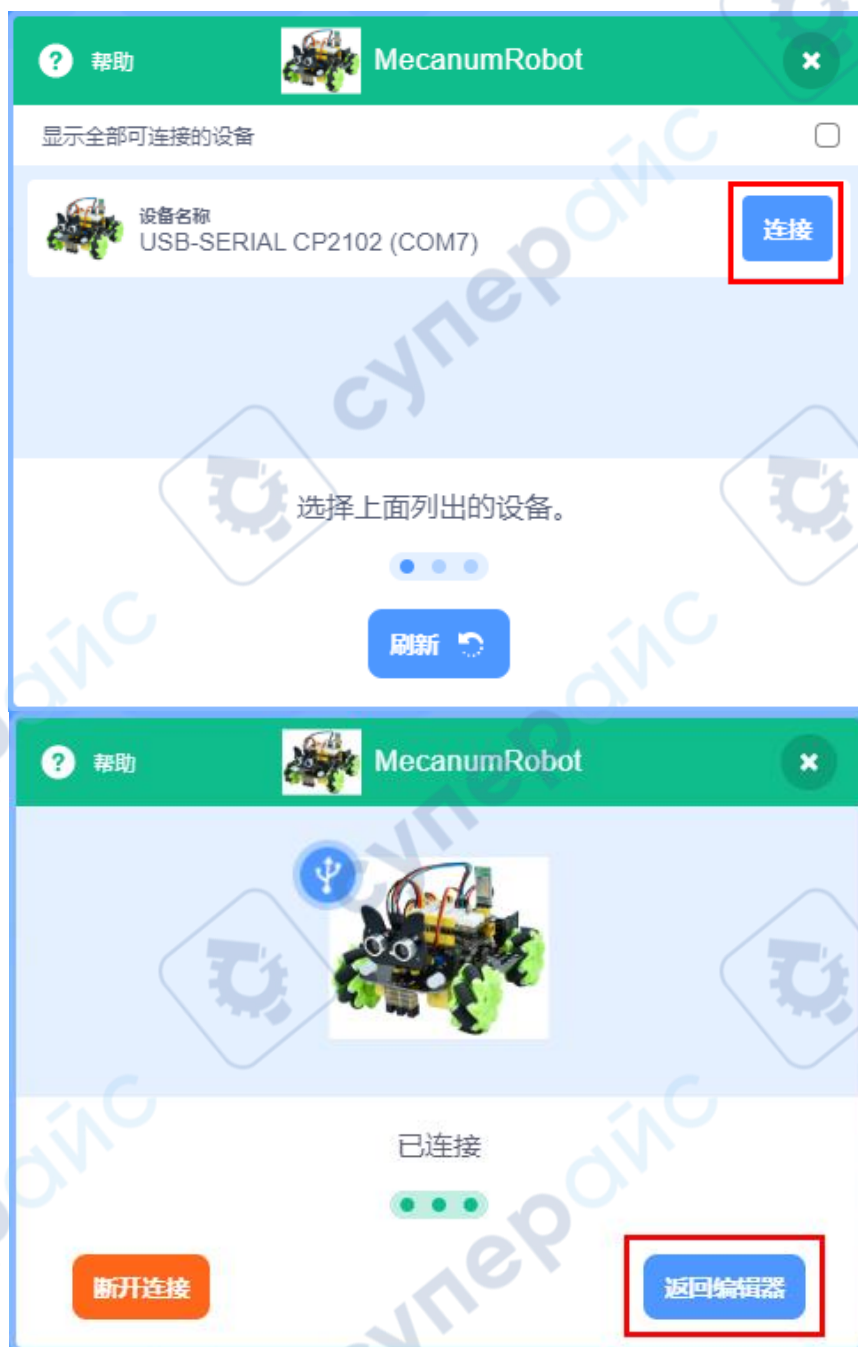 ? 帮助 MecanumRobot
显示全部可连接的设备
设备名称
USB-SERIAL CP2102 (COM7)
连接
选择上面列出的设备。
刷新
? 帮助 MecanumRobot
已连接
断开连接 返回编辑器
суперайс